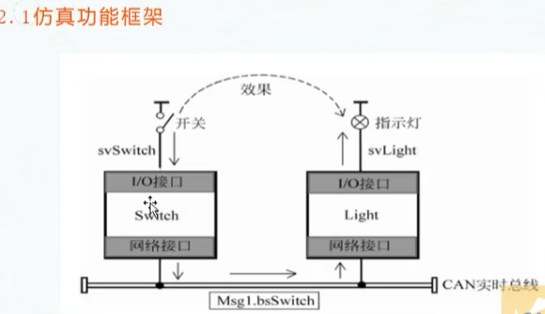 2.1仿真功能框架
效果
开关
指示灯
svSwitch
svLight
I/O接口
I/O接口
Switch
Light
网络接口
网络接口
CAN实时总线
Msg1.bsSwitch